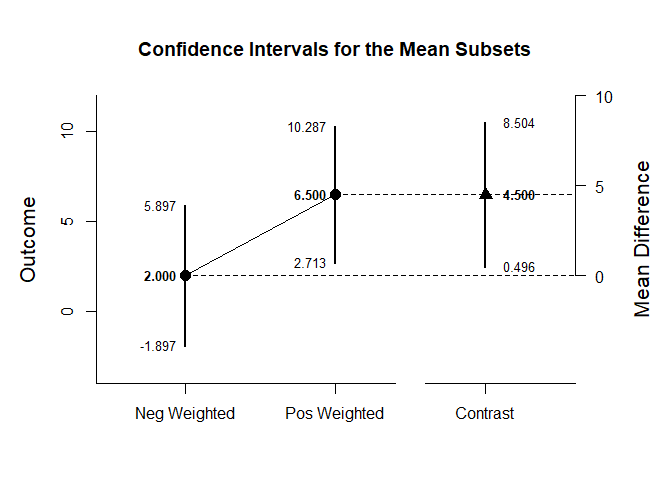 Confidence Intervals for the Mean Subsets
Outcome
10
5
0
5.897
2.000
-1.897
10.287
6.500
2.713
8.504
4.500
0.496
10
5
0
Mean Difference
Neg Weighted
Pos Weighted
Contrast